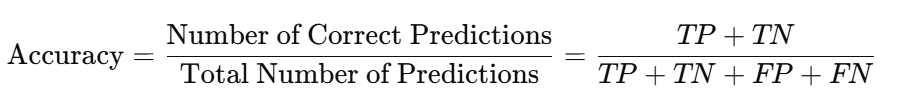 Accuracy = Number of Correct Predictions / Total Number of Predictions = TP + TN / TP + TN + FP + FN